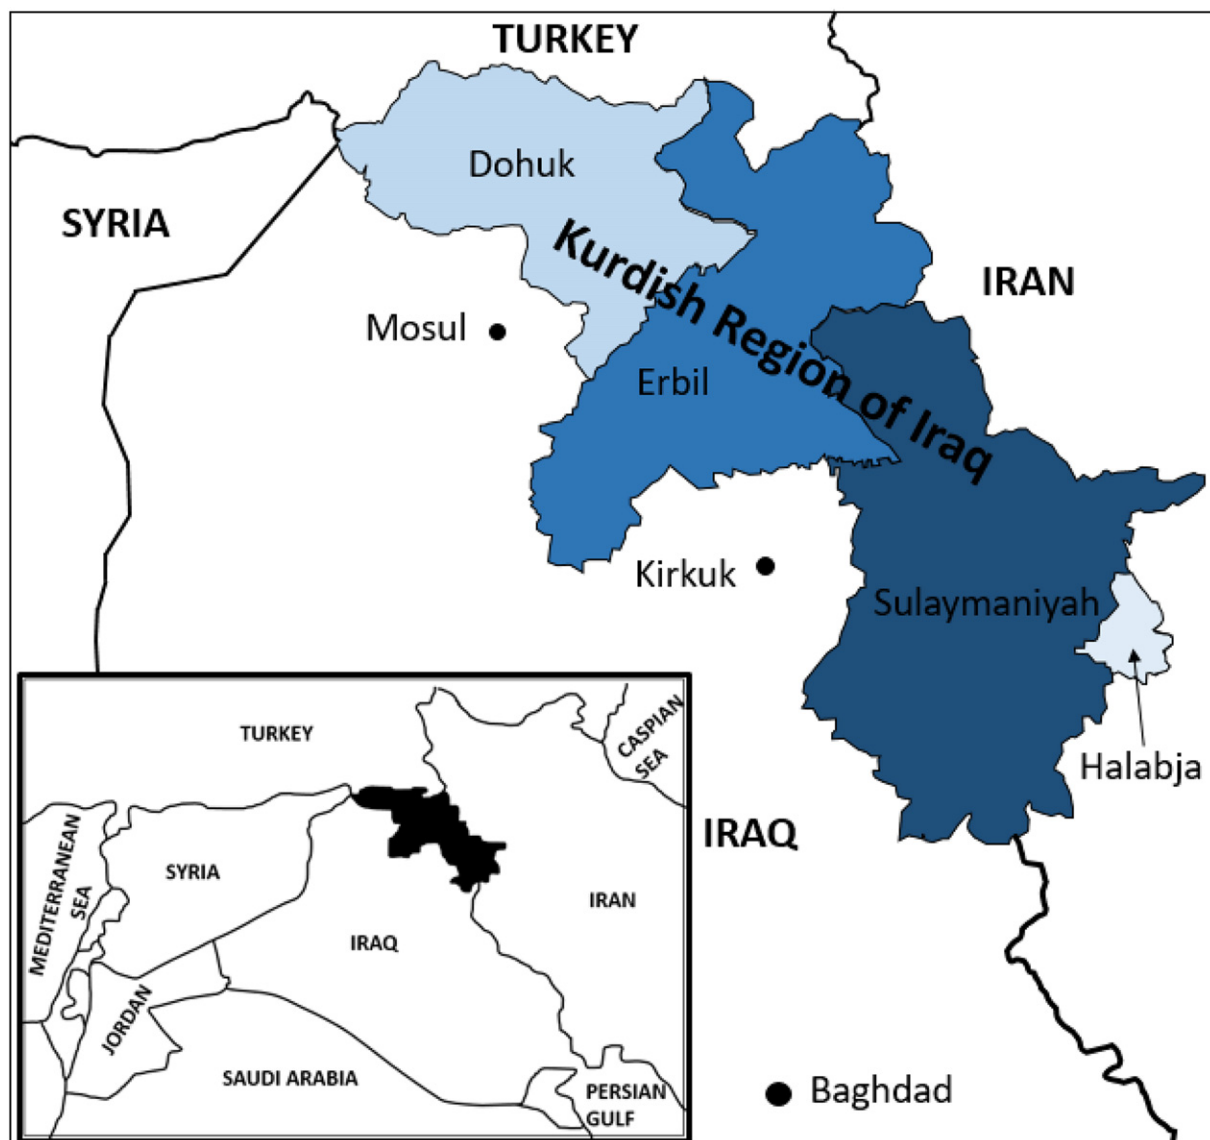 TURKEY
Dohuk
SYRIA
Kurdish Region of Iraq
IRAN
Mosul
Erbil
Kirkuk
Sulaymaniyah
Halabja
IRAQ
Baghdad
TURKEY
CASPIAN
SEA
MEDITERRANEAN
SEA
SYRIA
IRAN
IRAQ
JORDAN
SAUDI ARABIA
PERSIAN
GULF